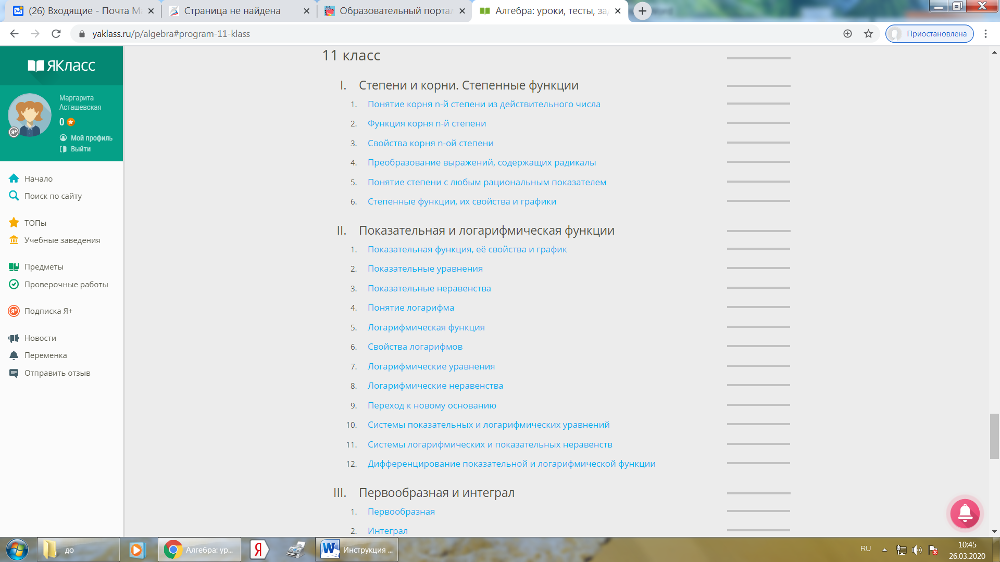 (26) Входящие - Почта Ma
Страница не найдена
Образовательный портал
Алгебра: уроки, тесты, за
yaklass.ru/p/algebra#program-11-klass
Приостановлена
ЯКласс
Маргарита
Асташевская
0
Я+
Мой профиль
Выйти
Начало
Поиск по сайту
ТОПы
Учебные заведения
Предметы
Проверочные работы
Я+ Подписка Я+
Новости
Переменка
Отправить отзыв
11 класс
I. Степени и корни. Степенные функции
1. Понятие корня n-й степени из действительного числа
2. Функция корня n-й степени
3. Свойства корня n-ой степени
4. Преобразование выражений, содержащих радикалы
5. Понятие степени с любым рациональным показателем
6. Степенные функции, их свойства и графики
II. Показательная и логарифмическая функции
1. Показательная функция, её свойства и график
2. Показательные уравнения
3. Показательные неравенства
4. Понятие логарифма
5. Логарифмическая функция
6. Свойства логарифмов
7. Логарифмические уравнения
8. Логарифмические неравенства
9. Переход к новому основанию
10. Системы показательных и логарифмических уравнений
11. Системы логарифмических и показательных неравенств
12. Дифференцирование показательной и логарифмической функции
III. Первообразная и интеграл
1. Первообразная
2. Интеграл
до
Алгебра: ур...
Я
W
Инструкция ...
RU
10:45
26.03.2020